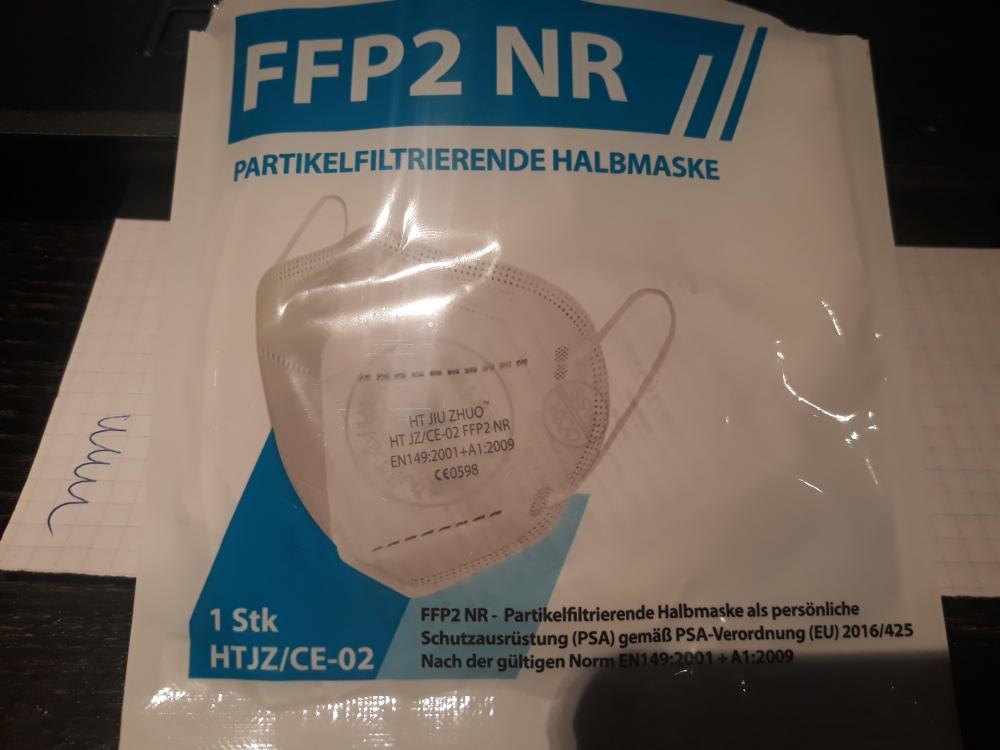 FFP2 NR
PARTIKELFILTRIERENDE HALBMASKE
HT JIU ZHUO™
HT JZ/CE-02 FFP2 NR
EN149:2001+A1:2009
CE0598
1 Stk
HTJZ/CE-02
FFP2 NR - Partikelfiltrierende Halbmaske als persönliche
Schutzausrüstung (PSA) gemäß PSA-Verordnung (EU) 2016/425
Nach der gültigen Norm EN149:2001 + A1:2009